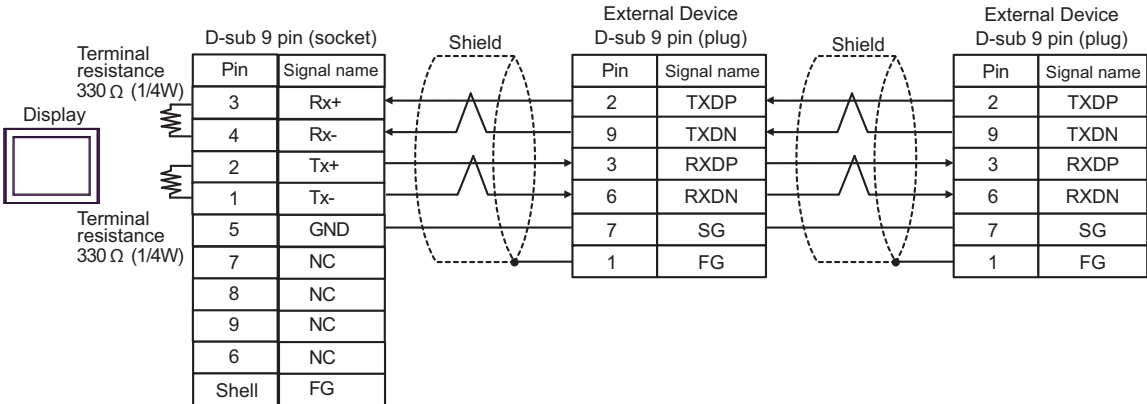 External Device
External Device
D-sub 9 pin (socket)
D-sub 9 pin (plug)
D-sub 9 pin (plug)
Shield
Shield
Terminal
resistance
330 Ω (1/4W)
Display
Terminal
resistance
330 Ω (1/4W)
Pin Signal name
3 Rx+
4 Rx-
2 Tx+
1 Tx-
5 GND
7 NC
8 NC
9 NC
6 NC
Shell FG
Pin Signal name
2 TXDP
9 TXDN
3 RXDP
6 RXDN
7 SG
1 FG
Pin Signal name
2 TXDP
9 TXDN
3 RXDP
6 RXDN
7 SG
1 FG